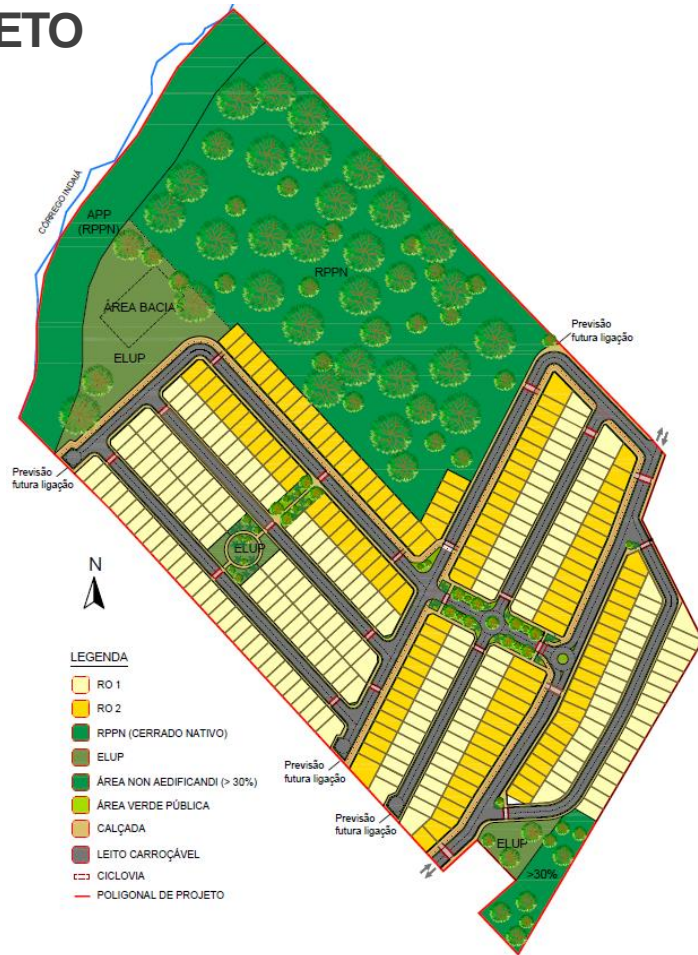 ETO
CÓRREGO INDAIÁ
APP
(RPPN)
RPPN
ÁREA BACIA
ELUP
Previsão
futura ligação
Previsão
futura ligação
ELUP
N
LEGENDA
RO 1
RO 2
RPPN (CERRADO NATIVO)
ELUP
ÁREA NON AEDIFICANDI (> 30%)
ÁREA VERDE PÚBLICA
CALÇADA
LEITO CARROÇÁVEL
CICLOVIA
POLIGONAL DE PROJETO
Previsão
futura ligação
Previsão
futura ligação
ELUP
>30%